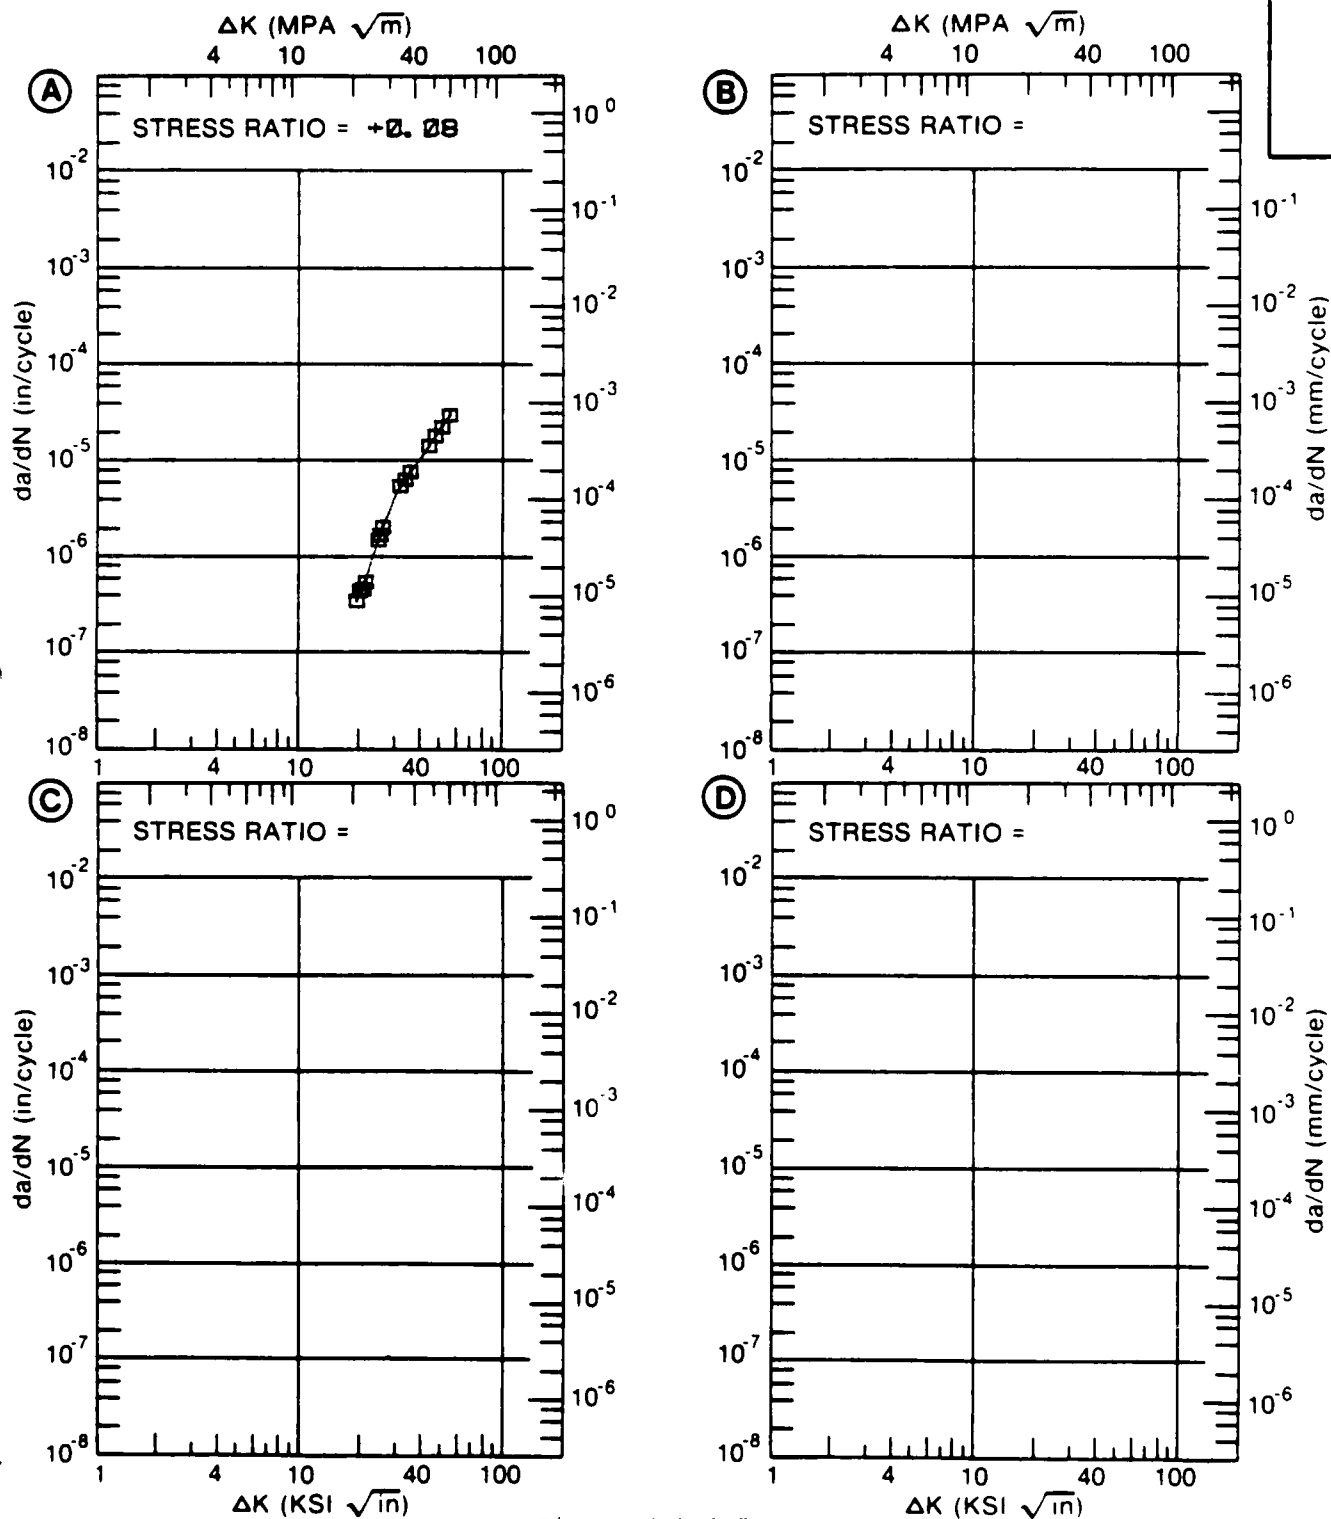 ΔK (MPA √m)
4 10 40 100
A
STRESS RATIO = +0.08
10⁰
10⁻¹
10⁻²
10⁻³
10⁻⁴
10⁻⁵
10⁻⁶
da/dN (in/cycle)
10⁻²
10⁻³
10⁻⁴
10⁻⁵
10⁻⁶
10⁻⁷
10⁻⁸
1 4 10 40 100
ΔK (MPA √m)
4 10 40 100
B
STRESS RATIO =
10⁻²
10⁻³
10⁻⁴
10⁻⁵
10⁻⁶
10⁻⁷
10⁻⁸
10⁻¹
10⁻²
10⁻³
10⁻⁴
10⁻⁵
10⁻⁶
da/dN (mm/cycle)
1 4 10 40 100
C
STRESS RATIO =
10⁰
10⁻¹
10⁻²
10⁻³
10⁻⁴
10⁻⁵
10⁻⁶
da/dN (in/cycle)
10⁻²
10⁻³
10⁻⁴
10⁻⁵
10⁻⁶
10⁻⁷
10⁻⁸
1 4 10 40 100
ΔK (KSI √in)
D
STRESS RATIO =
10⁻²
10⁻³
10⁻⁴
10⁻⁵
10⁻⁶
10⁻⁷
10⁻⁸
10⁰
10⁻¹
10⁻²
10⁻³
10⁻⁴
10⁻⁵
10⁻⁶
da/dN (mm/cycle)
1 4 10 40 100
ΔK (KSI √in)